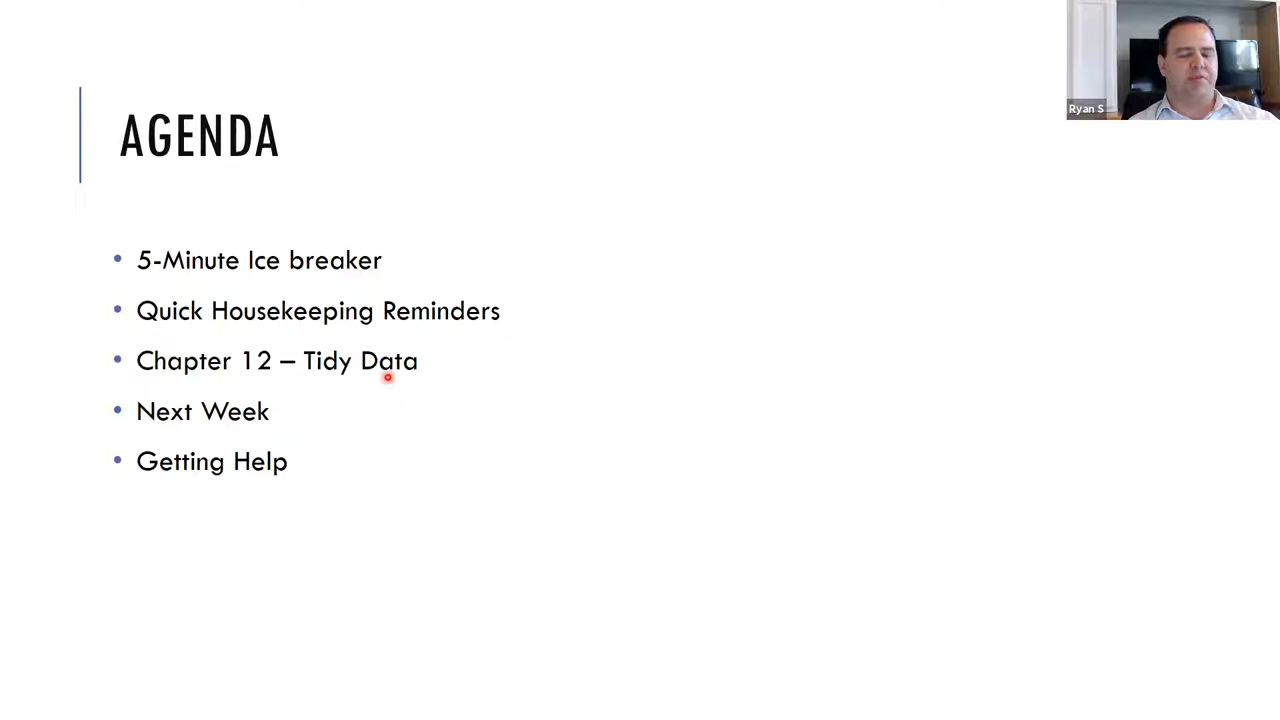 AGENDA
Ryan S
• 5-Minute Ice breaker
• Quick Housekeeping Reminders
• Chapter 12 – Tidy Data
• Next Week
• Getting Help